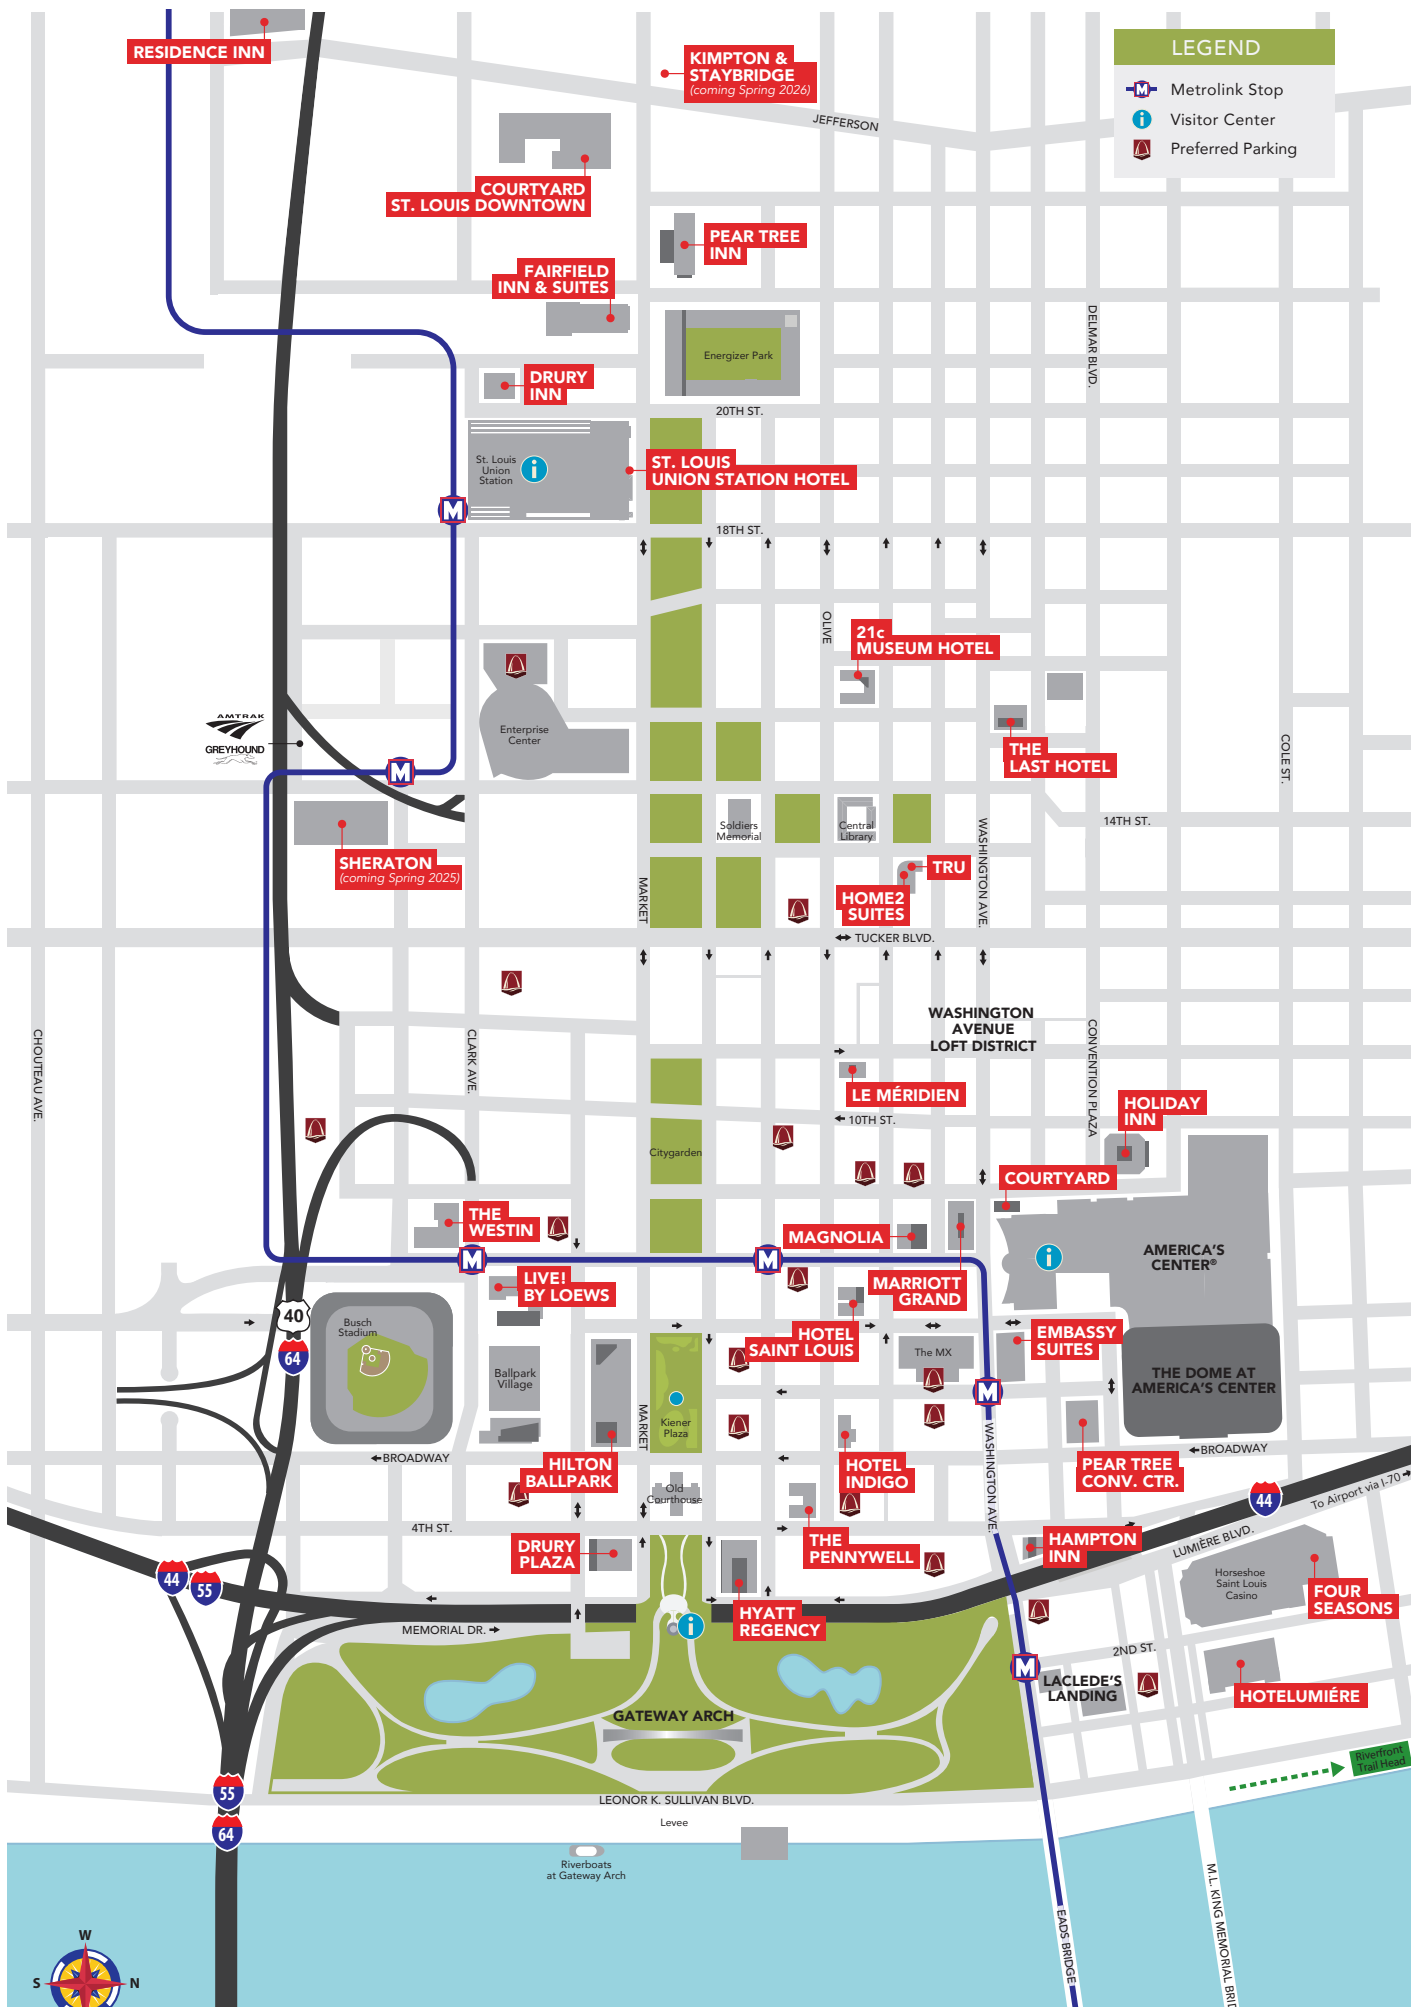 RESIDENCE INN
KIMPTON &
STAYBRIDGE
(coming Spring 2026)
LEGEND
Metrolink Stop
Visitor Center
Preferred Parking
JEFFERSON
COURTYARD
ST. LOUIS DOWNTOWN
PEAR TREE
INN
FAIRFIELD
INN & SUITES
Energizer Park
DELMAR BLVD.
DRURY
INN
20TH ST.
St. Louis
Union
Station
ST. LOUIS
UNION STATION HOTEL
18TH ST.
OLIVE
21c
MUSEUM HOTEL
AMTRAK
GREYHOUND
Enterprise
Center
THE
LAST HOTEL
COLE ST.
SHERATON
(coming Spring 2025)
Soldiers
Memorial
Central
Library
WASHINGTON AVE.
14TH ST.
MARKET
TRU
HOME2
SUITES
TUCKER BLVD.
WASHINGTON
AVENUE
LOFT DISTRICT
CHOUTEAU AVE.
CLARK AVE.
CONVENTION PLAZA
LE MÉRIDIEN
10TH ST.
HOLIDAY
INN
Citygarden
COURTYARD
THE
WESTIN
MAGNOLIA
AMERICA'S
CENTER®
LIVE!
BY LOEWS
MARRIOTT
GRAND
40
64
Busch
Stadium
HOTEL
SAINT LOUIS
The MX
EMBASSY
SUITES
Ballpark
Village
THE DOME AT
AMERICA'S CENTER
MARKET
Kiener
Plaza
WASHINGTON AVE.
BROADWAY
HILTON
BALLPARK
HOTEL
INDIGO
PEAR TREE
CONV. CTR.
BROADWAY
Old
Courthouse
44
To Airport via I-70
4TH ST.
DRURY
PLAZA
THE
PENNYWELL
HAMPTON
INN
LUMIÈRE BLVD.
44
55
Horseshoe
Saint Louis
Casino
FOUR
SEASONS
HYATT
REGENCY
MEMORIAL DR.
2ND ST.
LACLEDE'S
LANDING
HOTELUMIÉRE
GATEWAY ARCH
Riverfront
Trail Head
55
64
LEONOR K. SULLIVAN BLVD.
Levee
Riverboats
at Gateway Arch
EADS BRIDGE
M.L. KING MEMORIAL BRID
W
S
N